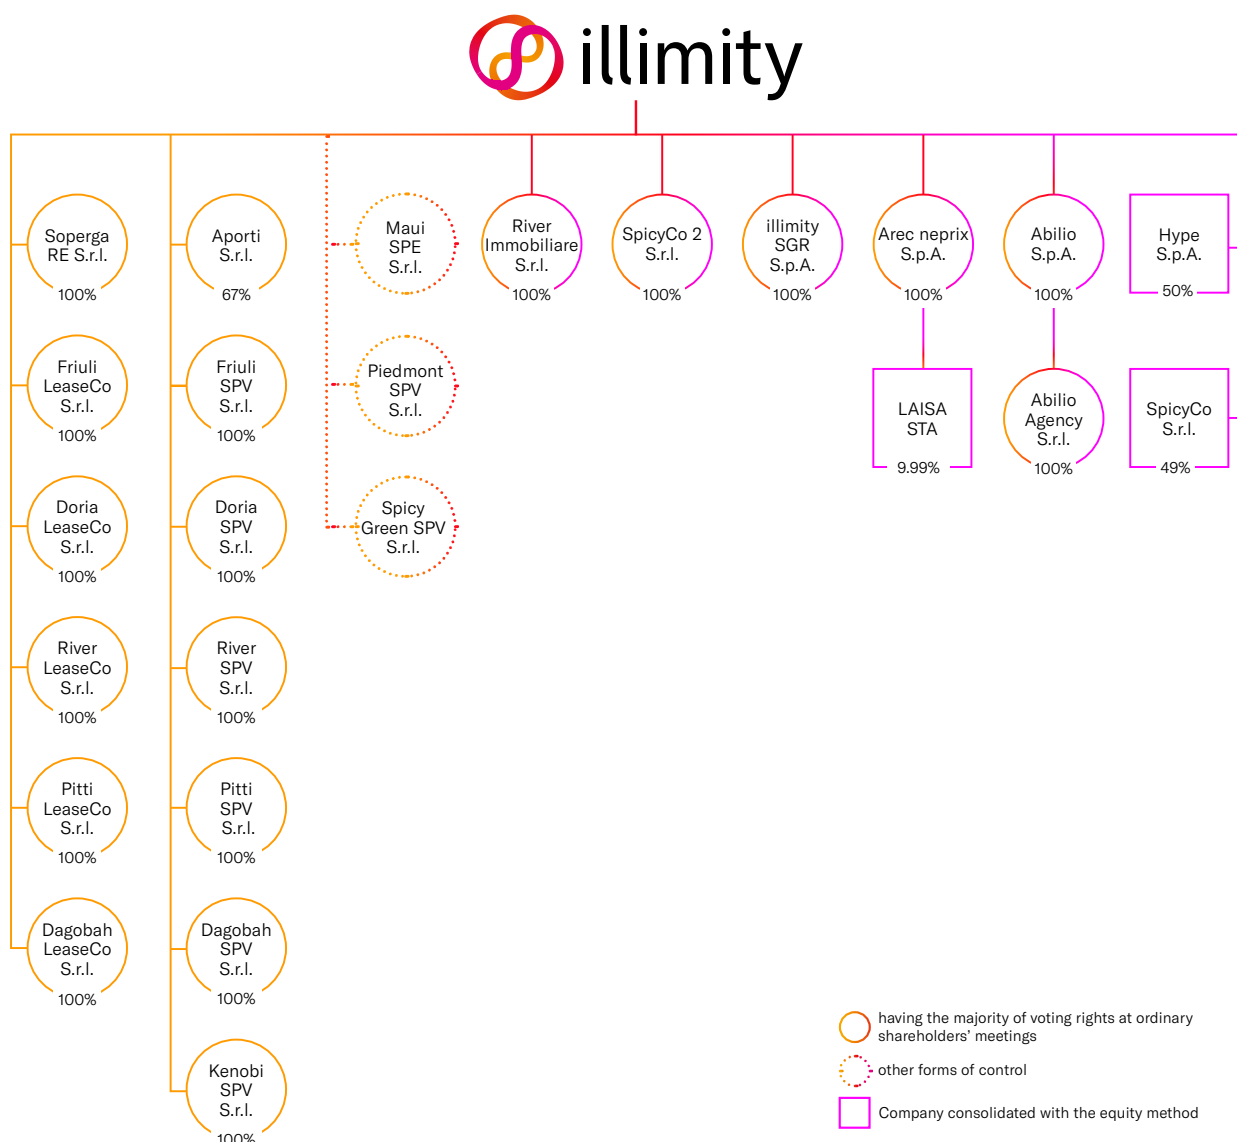 illimity
Soperga
RE S.r.l.
100%
Friuli
LeaseCo
S.r.l.
100%
Doria
LeaseCo
S.r.l.
100%
River
LeaseCo
S.r.l.
100%
Pitti
LeaseCo
S.r.l.
100%
Dagobah
LeaseCo
S.r.l.
100%
Aporti
S.r.l.
67%
Friuli
SPV
S.r.l.
100%
Doria
SPV
S.r.l.
100%
River
SPV
S.r.l.
100%
Pitti
SPV
S.r.l.
100%
Dagobah
SPV
S.r.l.
100%
Kenobi
SPV
S.r.l.
100%
Maui
SPE
S.r.l.
Piedmont
SPV
S.r.l.
Spicy
Green SPV
S.r.l.
River
Immobiliare
S.r.l.
100%
SpicyCo 2
S.r.l.
100%
illimity
SGR
S.p.A.
100%
Arec neprix
S.p.A.
100%
LAISA
STA
9.99%
Abilio
S.p.A.
100%
Abilio
Agency
S.r.l.
100%
Hype
S.p.A.
50%
SpicyCo
S.r.l.
49%
having the majority of voting rights at ordinary
shareholders’ meetings
other forms of control
Company consolidated with the equity method